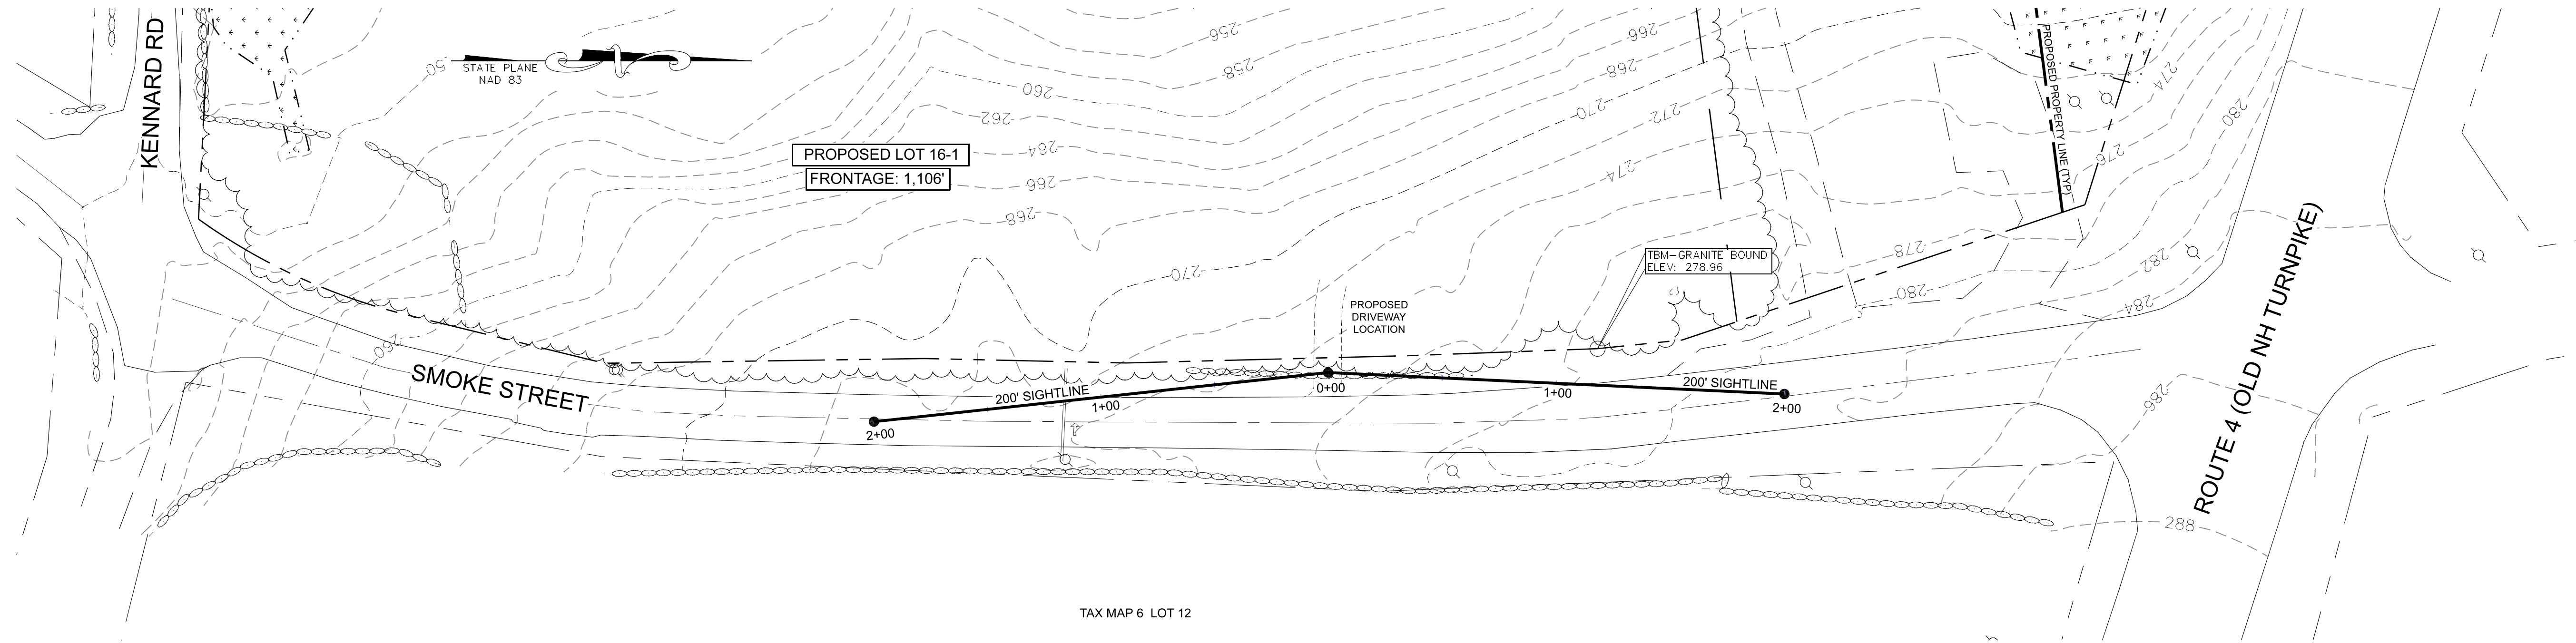 KENNARD RD
STATE PLANE
NAD 83
50
256
258
260
262
264
266
268
270
266
268
270
272
274
PROPOSED LOT 16-1
FRONTAGE: 1,106'
PROPOSED PROPERTY LINE (TYP)
274
276
278
280
280
282
284
286
288
TBM-GRANITE BOUND
ELEV: 278.96
PROPOSED
DRIVEWAY
LOCATION
260
SMOKE STREET
200' SIGHTLINE
200' SIGHTLINE
2+00
1+00
0+00
1+00
2+00
ROUTE 4 (OLD NH TURNPIKE)
TAX MAP 6 LOT 12